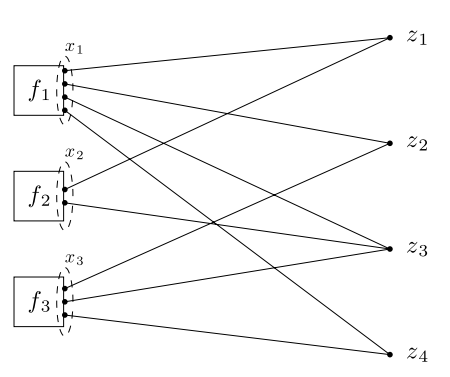 x₁
z₁
f₁
z₂
x₂
f₂
z₃
x₃
f₃
z₄